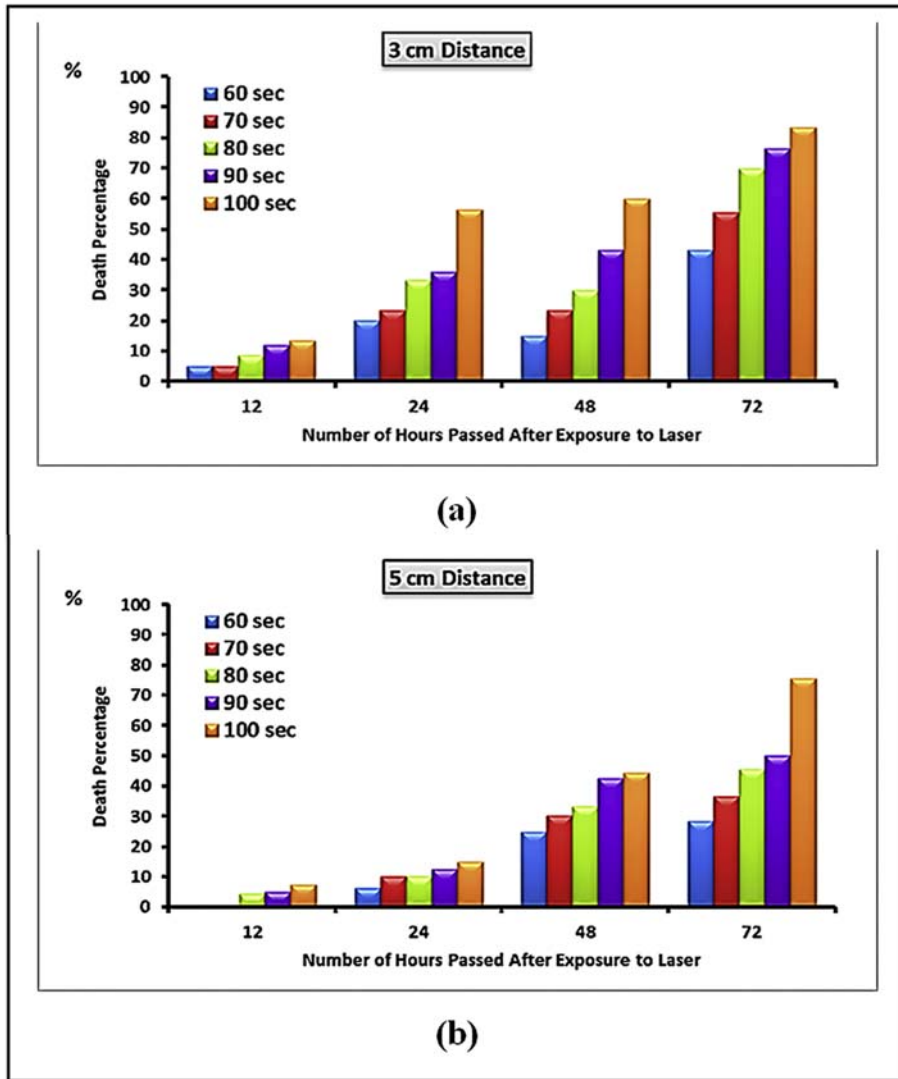 3 cm Distance
%
100
90
80
70
60
50
40
30
20
10
0
Death Percentage
60 sec
70 sec
80 sec
90 sec
100 sec
12 24 48 72
Number of Hours Passed After Exposure to Laser
(a)
5 cm Distance
%
100
90
80
70
60
50
40
30
20
10
0
Death Percentage
60 sec
70 sec
80 sec
90 sec
100 sec
12 24 48 72
Number of Hours Passed After Exposure to Laser
(b)